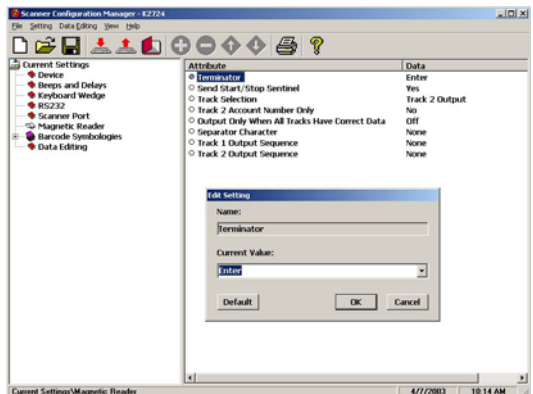 Scanner Configuration Manager - K2724
File Setting Data Editing View Help
Current Settings
Device
Beeps and Delays
Keyboard Wedge
RS232
Scanner Port
Magnetic Reader
Barcode Symbologies
Data Editing
Attribute Data
Terminator Enter
Send Start/Stop Sentinel Yes
Track Selection Track 2 Output
Track 2 Account Number Only No
Output Only When All Tracks Have Correct Data Off
Separator Character None
Track 1 Output Sequence None
Track 2 Output Sequence None
Edit Setting
Name:
Terminator
Current Value:
Enter
Default OK Cancel
Current Settings\Magnetic Reader 4/7/2003 10:14 AM